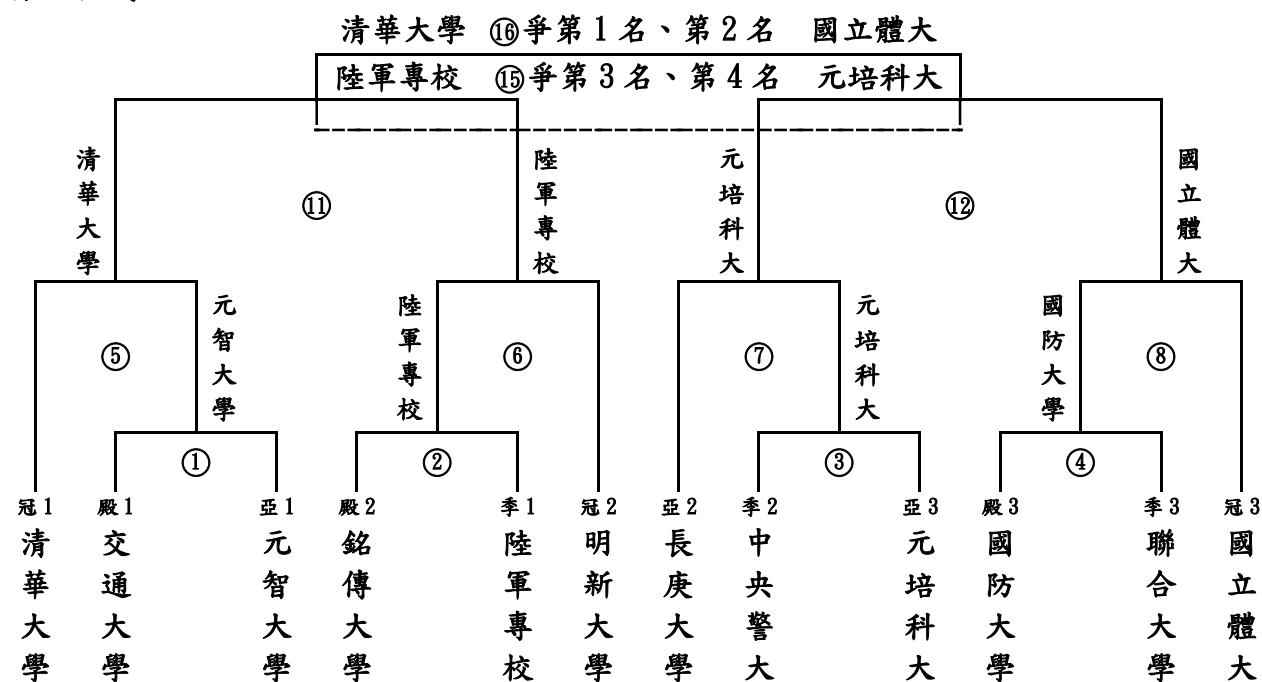 清華大學 ⑯爭第1名、第2名 國立體大
陸軍專校 ⑮爭第3名、第4名 元培科大
清華大學
⑪
陸軍專校
元培科大
⑫
國立體大
⑤
元智大學
陸軍專校
⑥
⑦
元培科大
國防大學
⑧
①
②
③
④
冠1 殿1 亞1 殿2 季1 冠2 亞2 季2 亞3 殿3 季3 冠3
清華大學
交通大學
元智大學
銘傳大學
陸軍專校
明新大學
長庚大學
中央警大
元培科大
國防大學
聯合大學
國立體大